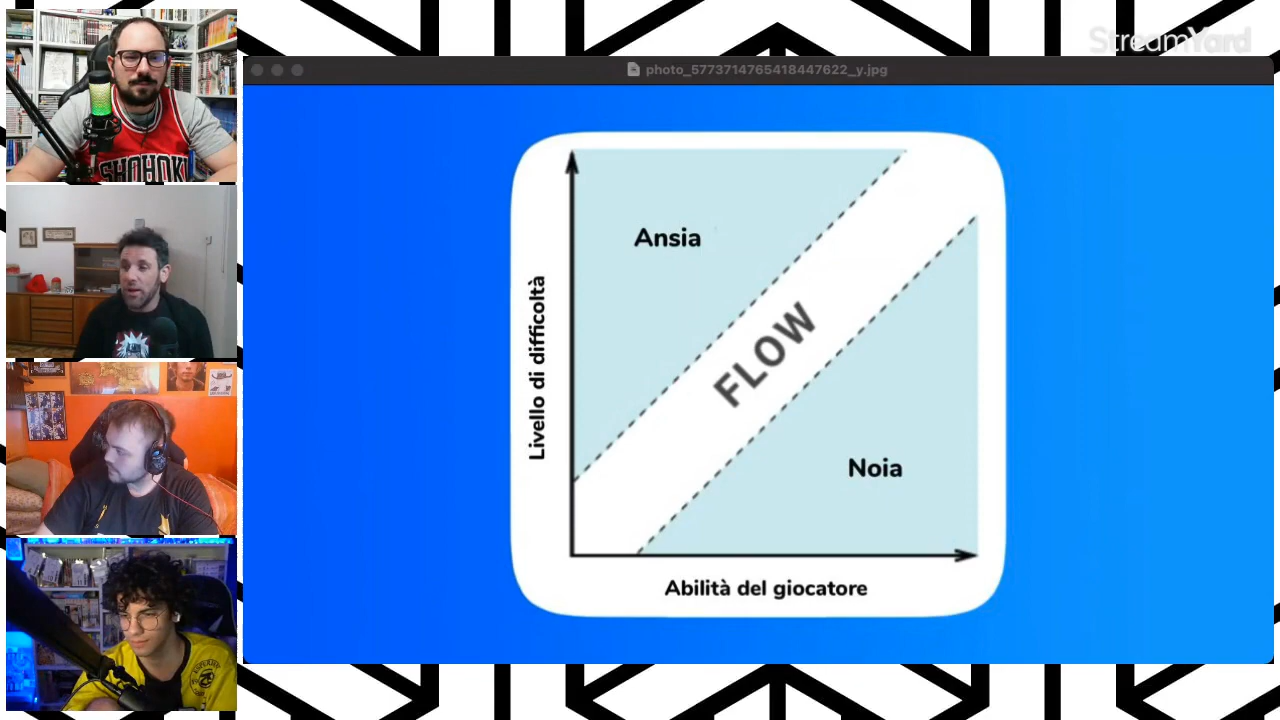 StreamYard
photo_5773714765418447622_y.jpg
SHOHOKU
Ansia
FLOW
Livello di difficoltà
Noia
Abilità del giocatore